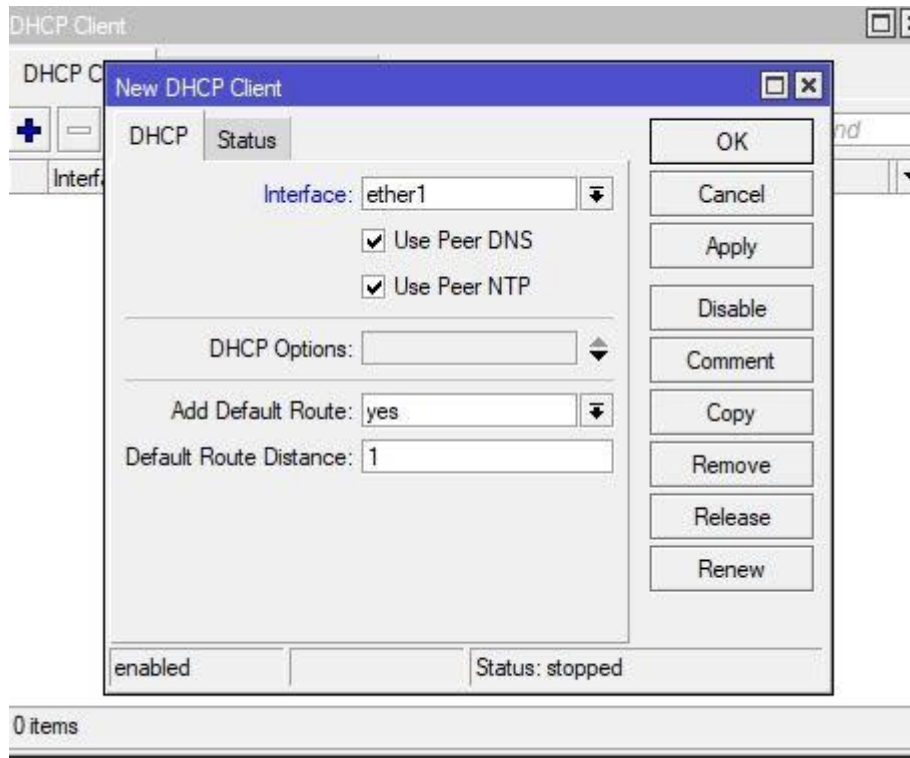 DHCP Client
DHCP C
New DHCP Client
DHCP Status
Interface: ether1
Use Peer DNS
Use Peer NTP
DHCP Options:
Add Default Route: yes
Default Route Distance: 1
OK
Cancel
Apply
Disable
Comment
Copy
Remove
Release
Renew
enabled
Status: stopped
Interfa
nd
0 items